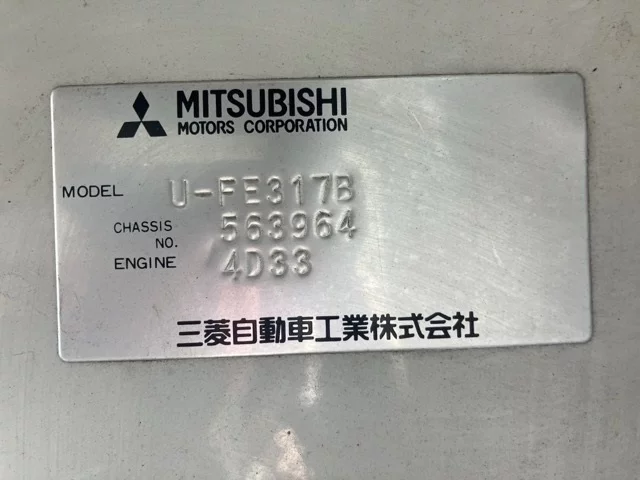 MITSUBISHI
MOTORS CORPORATION
MODEL U-FE317B
CHASSIS NO. 563964
ENGINE 4D33
三菱自動車工業株式会社